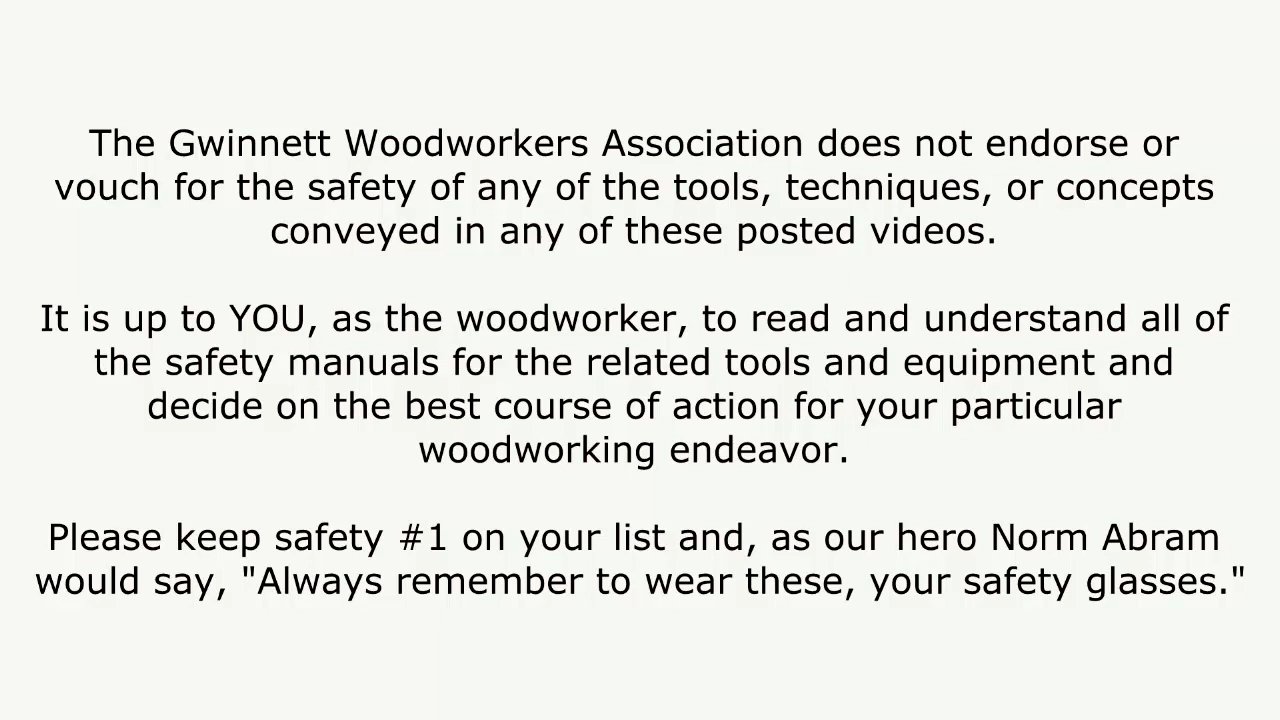 The Gwinnett Woodworkers Association does not endorse or
vouch for the safety of any of the tools, techniques, or concepts
conveyed in any of these posted videos.
It is up to YOU, as the woodworker, to read and understand all of
the safety manuals for the related tools and equipment and
decide on the best course of action for your particular
woodworking endeavor.
Please keep safety #1 on your list and, as our hero Norm Abram
would say, "Always remember to wear these, your safety glasses."